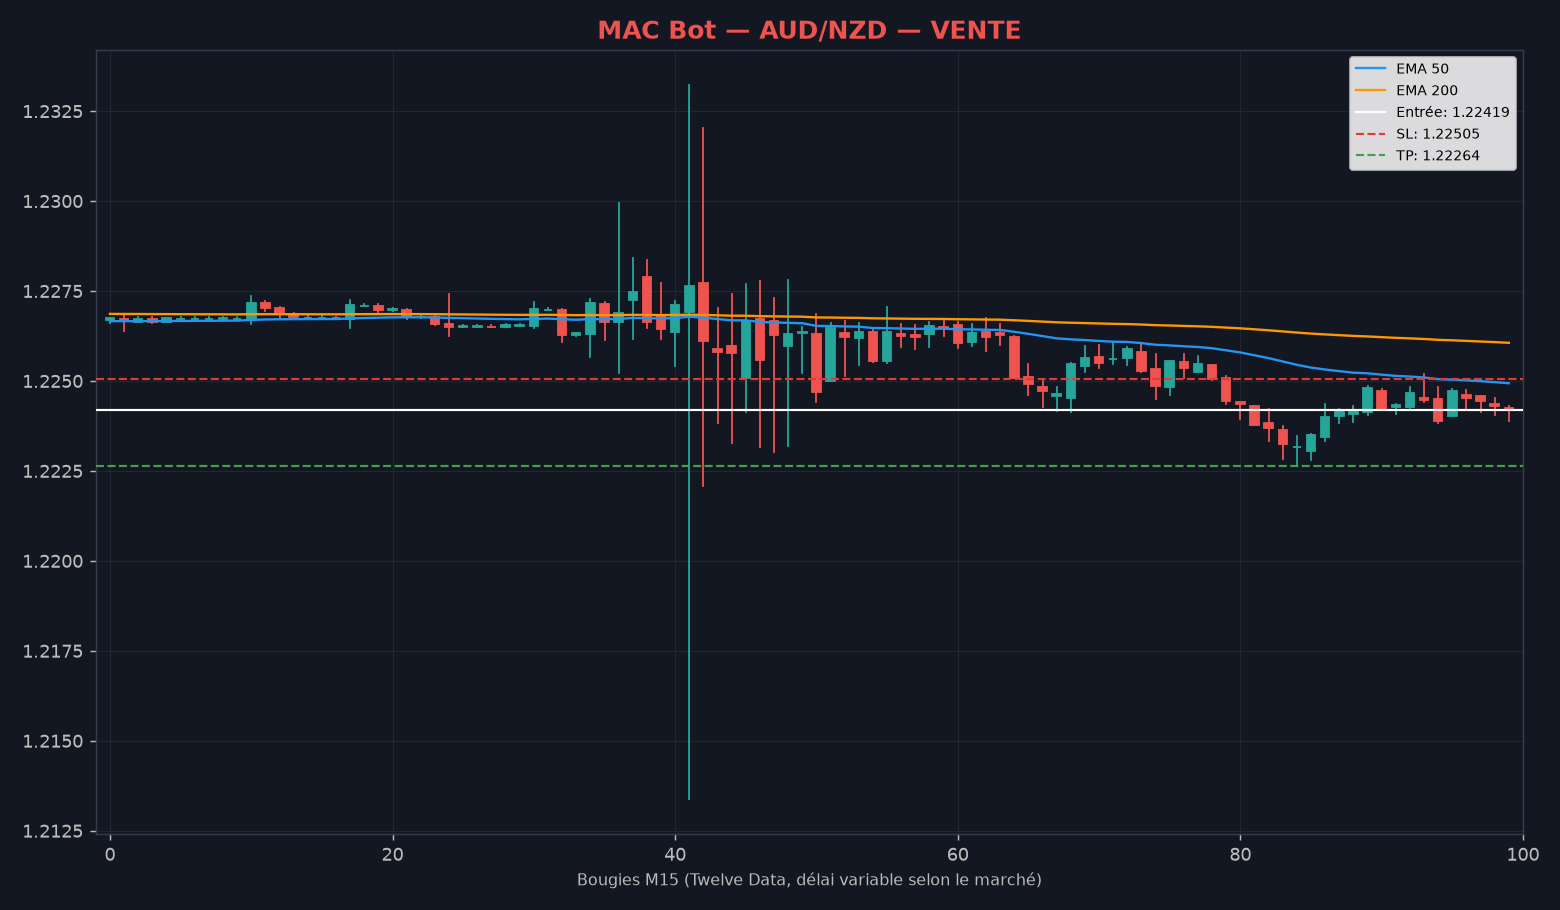 MAC Bot — AUD/NZD — VENTE
EMA 50
EMA 200
Entrée: 1.22419
SL: 1.22505
TP: 1.22264
1.2325
1.2300
1.2275
1.2250
1.2225
1.2200
1.2175
1.2150
1.2125
0 20 40 60 80 100
Bougies M15 (Twelve Data, délai variable selon le marché)